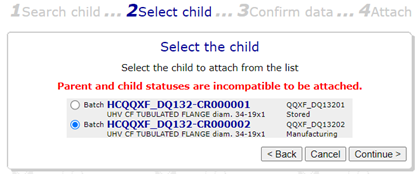 1Search child ... 2Select child ... 3Confirm data ... 4Attach
Select the child
Select the child to attach from the list
Parent and child statuses are incompatible to be attached.
Batch HCQQXF_DQ132-CR000001 QQXF_DQ13201
UHV CF TUBULATED FLANGE diam. 34-19x1 Stored
Batch HCQQXF_DQ132-CR000002 QQXF_DQ13202
UHV CF TUBULATED FLANGE diam. 34-19x1 Manufacturing
< Back Cancel Continue >